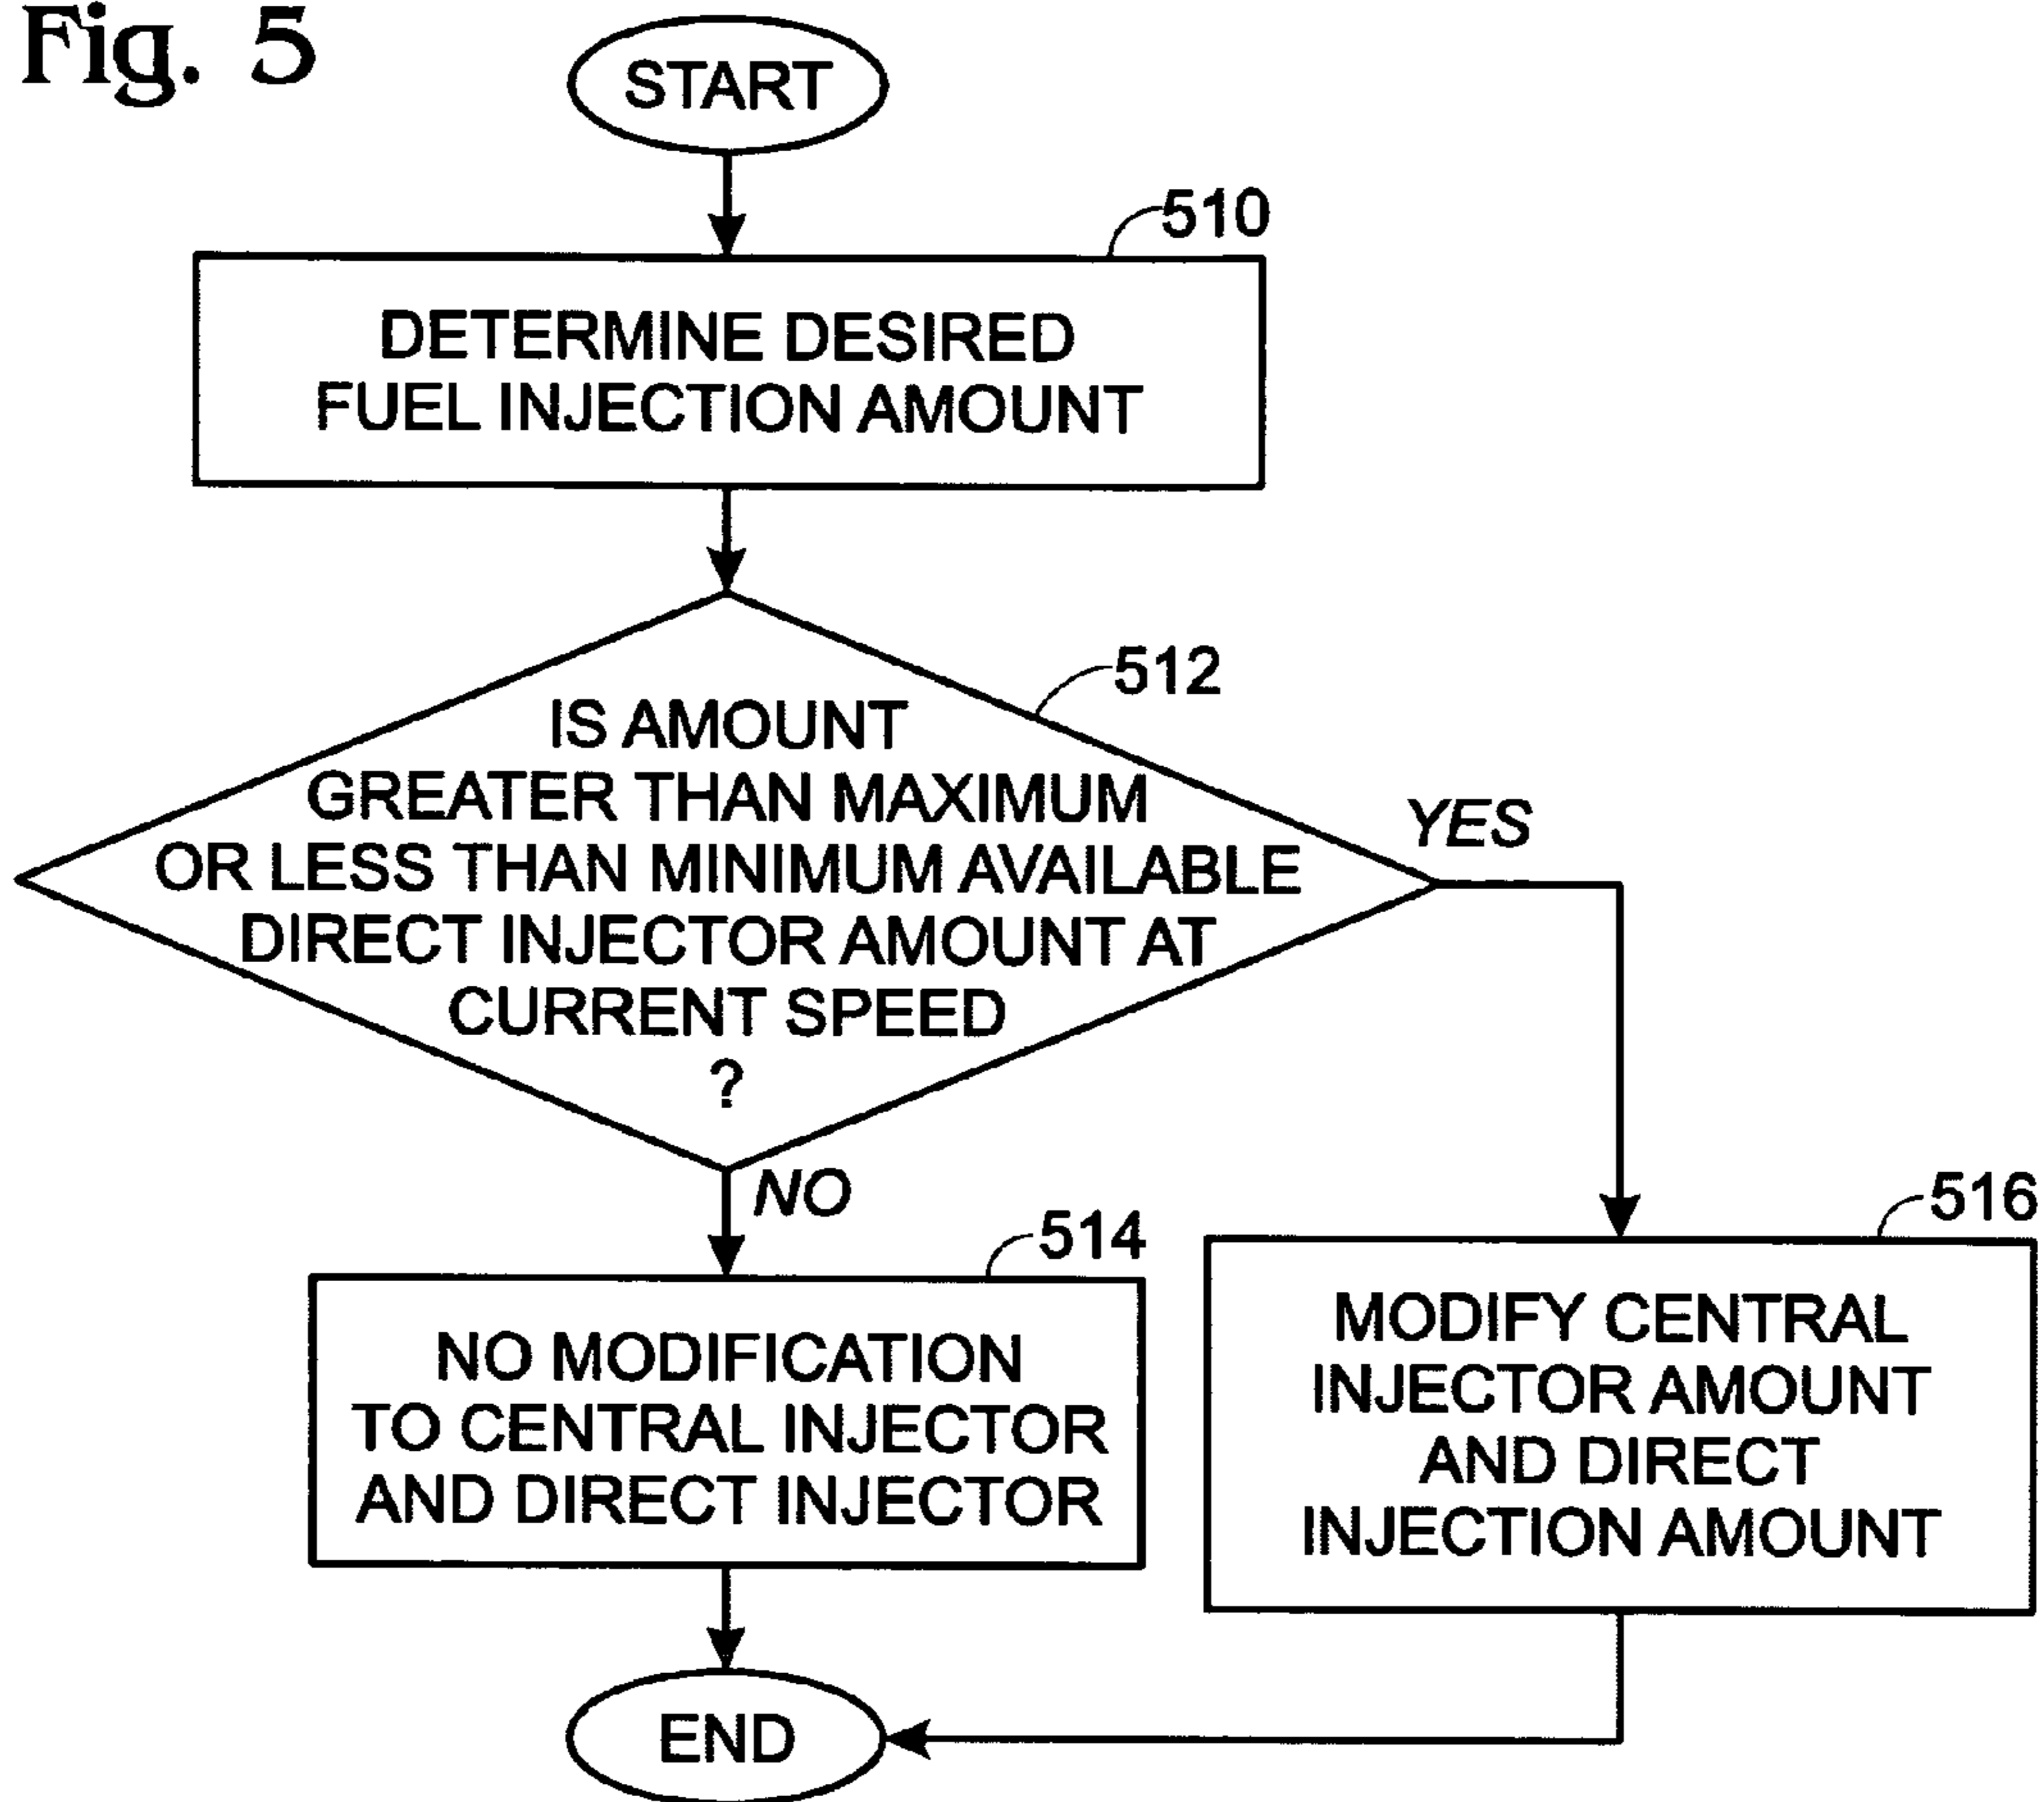 Fig. 5
START
510
DETERMINE DESIRED
FUEL INJECTION AMOUNT
512
IS AMOUNT
GREATER THAN MAXIMUM
OR LESS THAN MINIMUM AVAILABLE
DIRECT INJECTOR AMOUNT AT
CURRENT SPEED
?
YES
NO
514
NO MODIFICATION
TO CENTRAL INJECTOR
AND DIRECT INJECTOR
516
MODIFY CENTRAL
INJECTOR AMOUNT
AND DIRECT
INJECTION AMOUNT
END